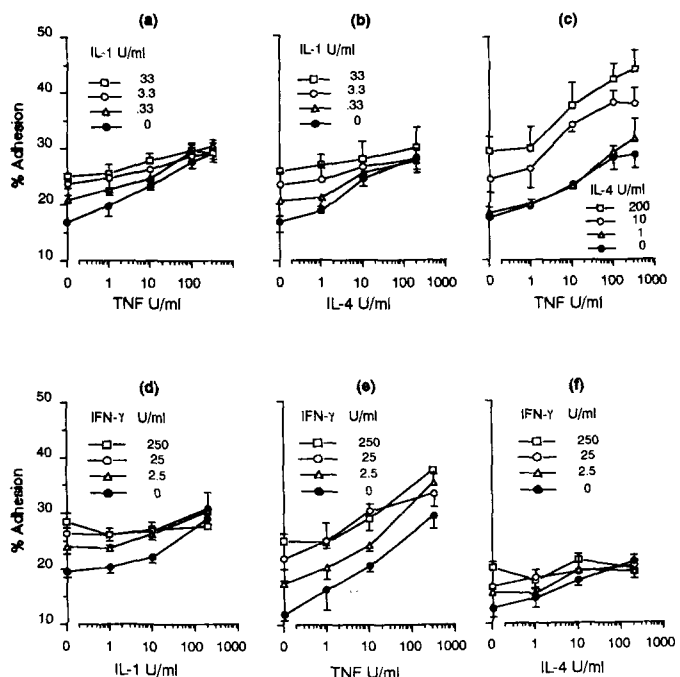 (a)
(b)
(c)
50
40
30
20
10
% Adhesion
IL-1 U/ml
33
3.3
.33
0
0 1 10 100 1000
TNF U/ml
IL-1 U/ml
33
3.3
.33
0
0 1 10 100 1000
IL-4 U/ml
IL-4 U/ml
200
10
1
0
0 1 10 100 1000
TNF U/ml
(d)
(e)
(f)
50
40
30
20
10
% Adhesion
IFN-γ U/ml
250
25
2.5
0
0 1 10 100 1000
IL-1 U/ml
IFN-γ U/ml
250
25
2.5
0
0 1 10 100 1000
TNF U/ml
IFN-γ U/ml
250
25
2.5
0
0 1 10 100 1000
IL-4 U/ml